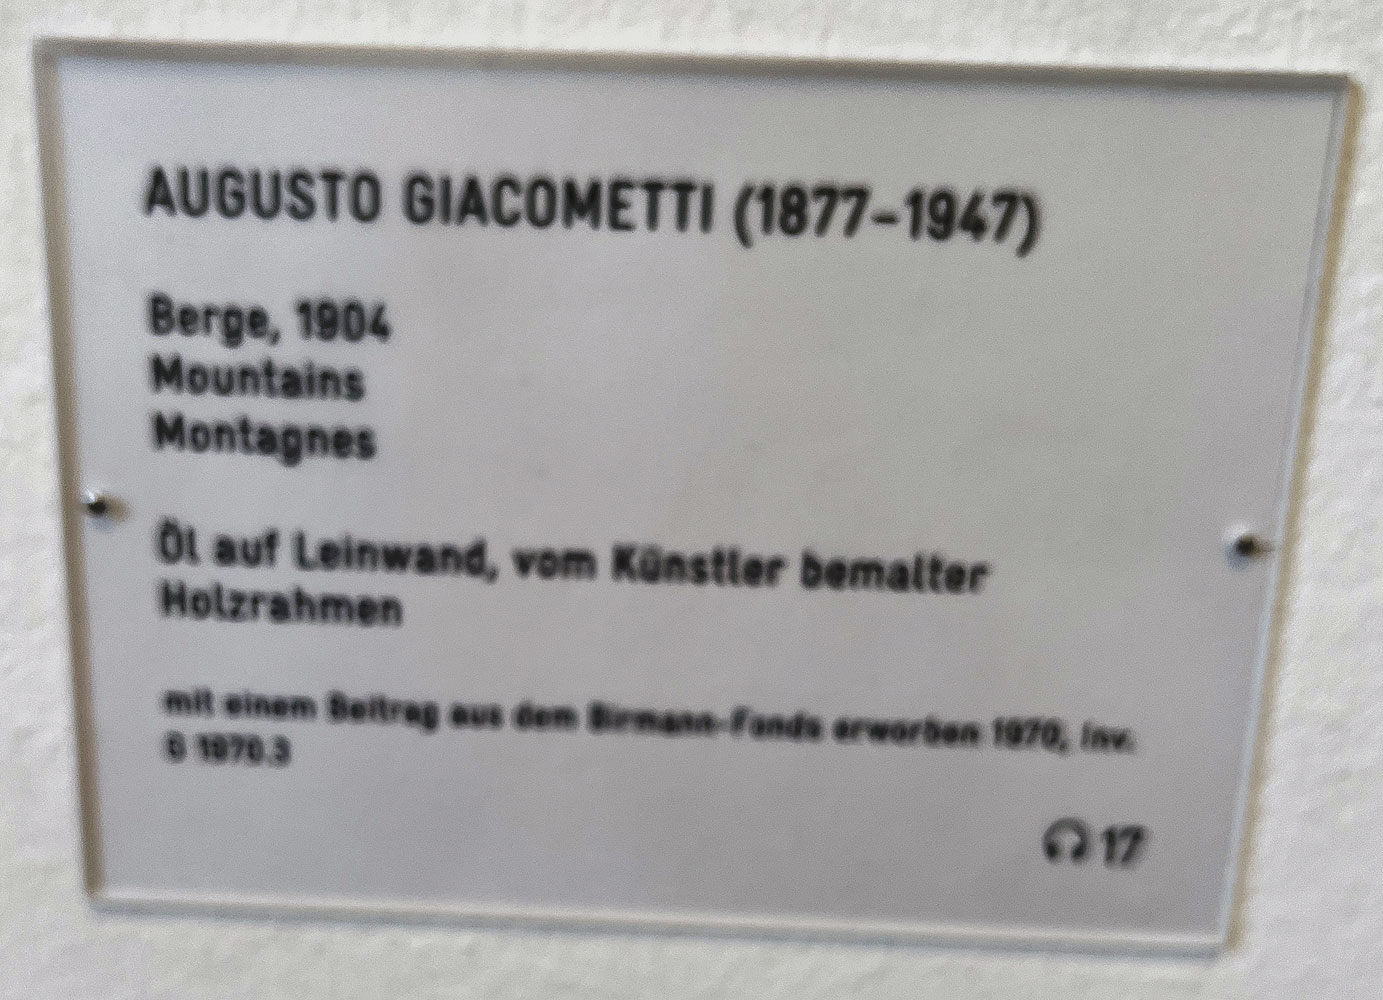 AUGUSTO GIACOMETTI (1877–1947)
Berge, 1904
Mountains
Montagnes
Öl auf Leinwand, vom Künstler bemalter
Holzrahmen
mit einem Beitrag aus dem Birmann-Fonds erworben 1970, Inv.
G 1970.3
17